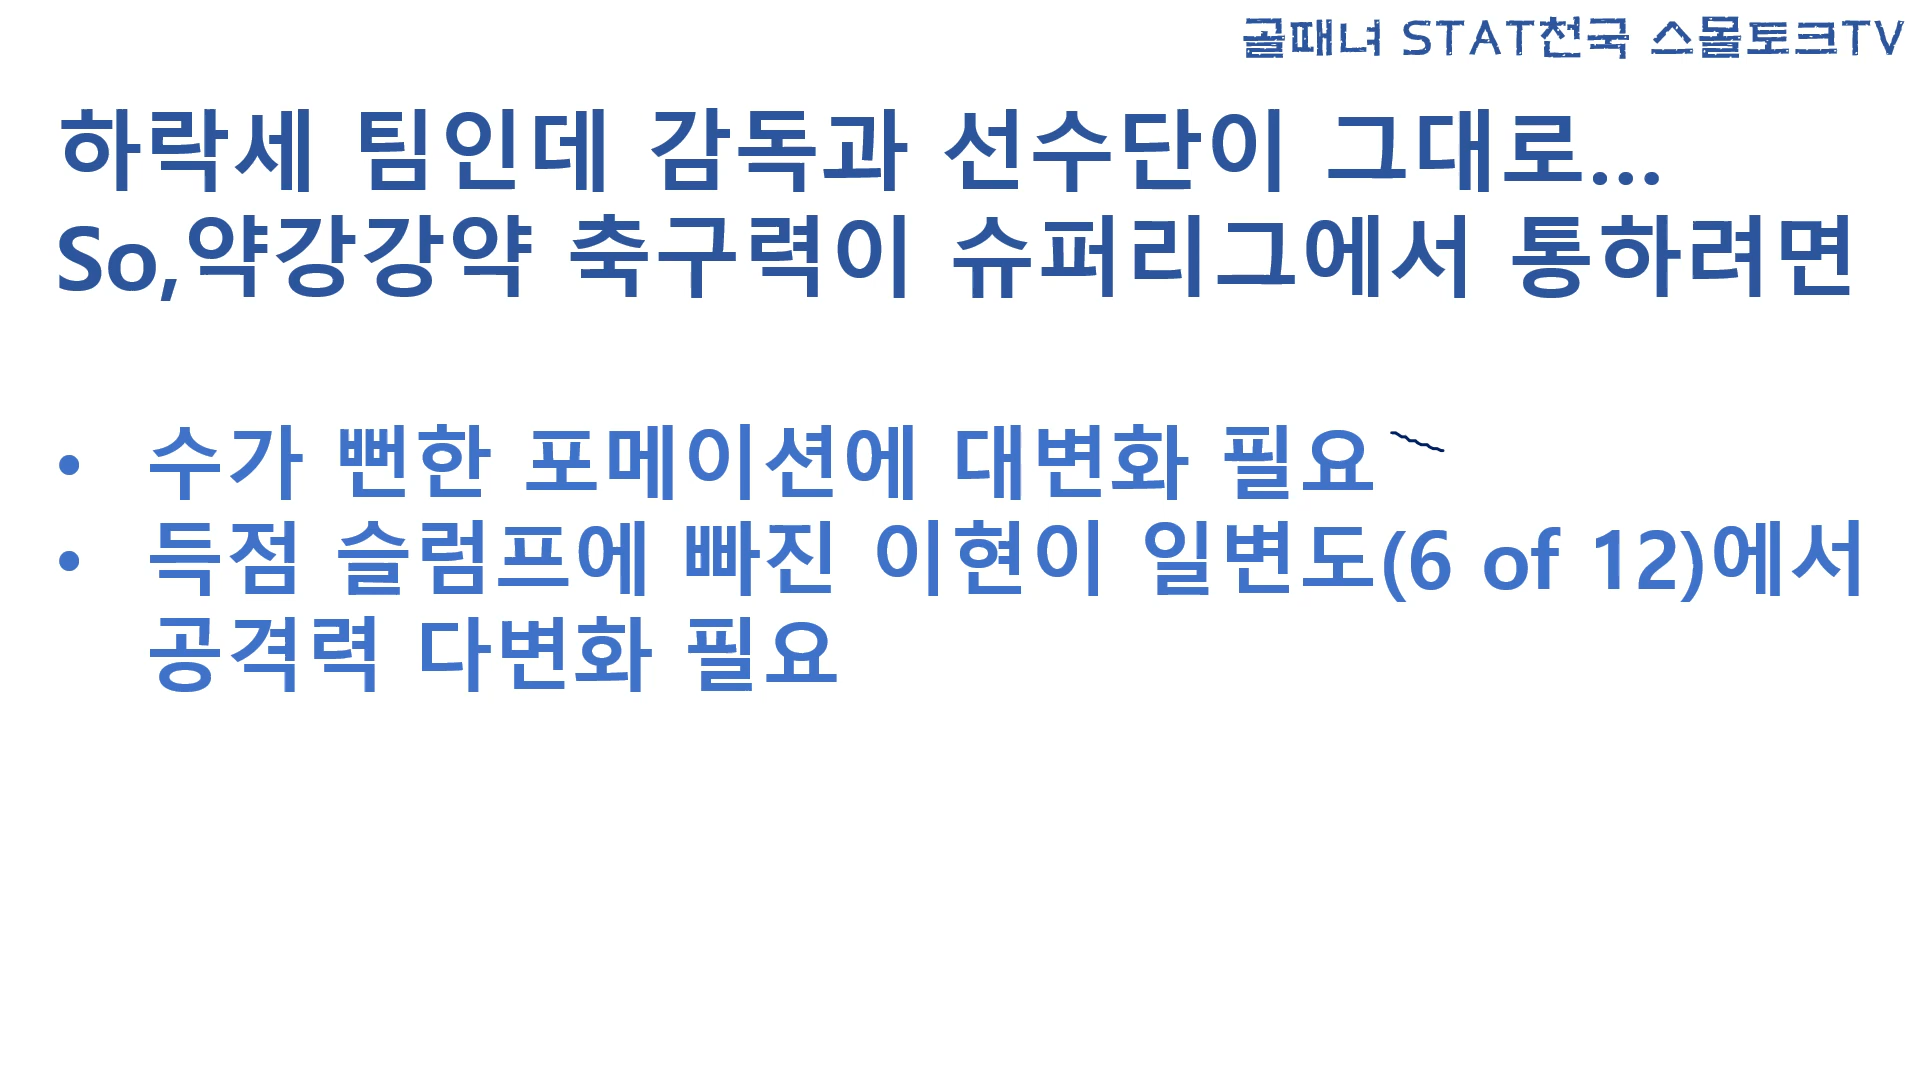 골때녀 STAT천국 스몰토크TV
하락세 팀인데 감독과 선수단이 그대로...
So,약강강약 축구력이 슈퍼리그에서 통하려면
• 수가 뻔한 포메이션에 대변화 필요
• 득점 슬럼프에 빠진 이현이 일변도(6 of 12)에서
공격력 다변화 필요